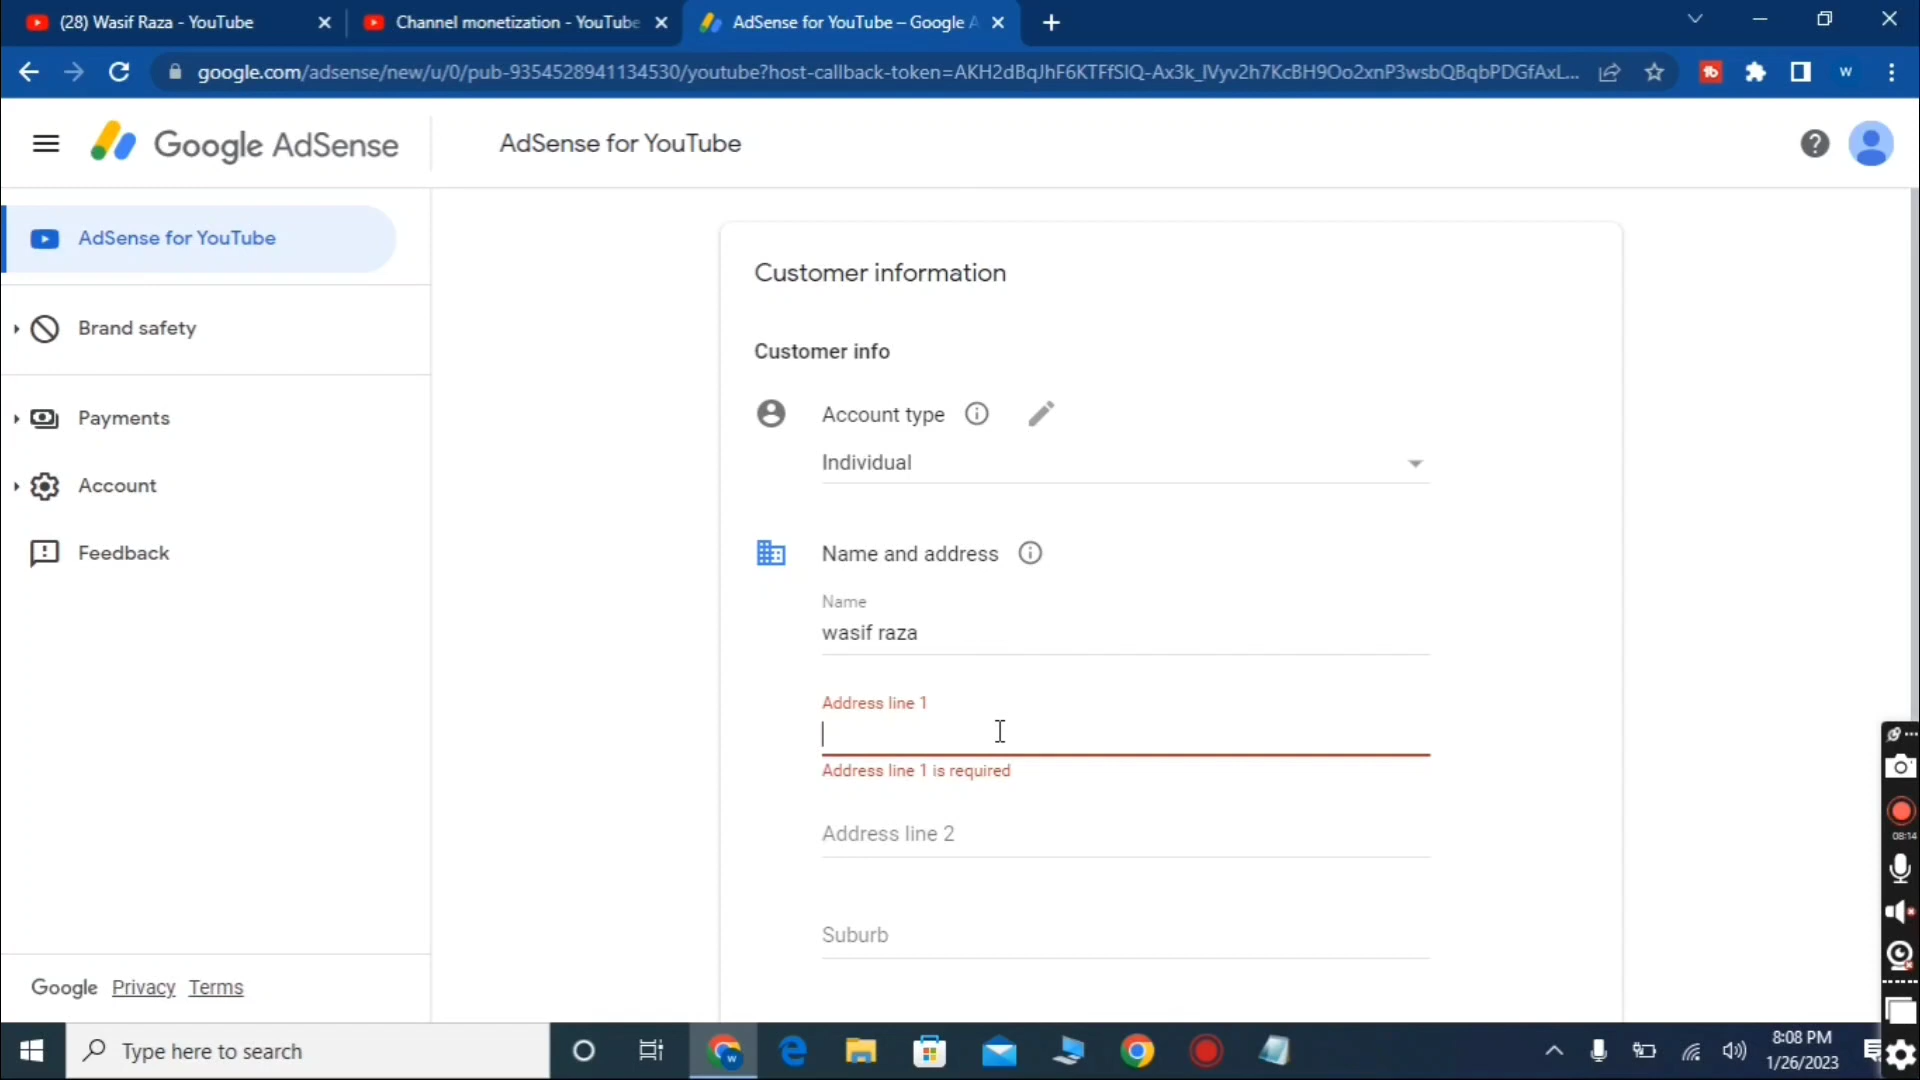 (28) Wasif Raza - YouTube
Channel monetization - YouTube
AdSense for YouTube – Google A
google.com/adsense/new/u/0/pub-9354528941134530/youtube?host-callback-token=AKH2dBqJhF6KTFfSIQ-Ax3k_IVyv2h7KcBH9Oo2xnP3wsbQBqbPDGfAxL...
W
Google AdSense
AdSense for YouTube
AdSense for YouTube
Brand safety
Payments
Account
Feedback
Customer information
Customer info
Account type
Individual
Name and address
Name
wasif raza
Address line 1
Address line 1 is required
Address line 2
Suburb
Google Privacy Terms
08:14
Type here to search
8:08 PM
1/26/2023